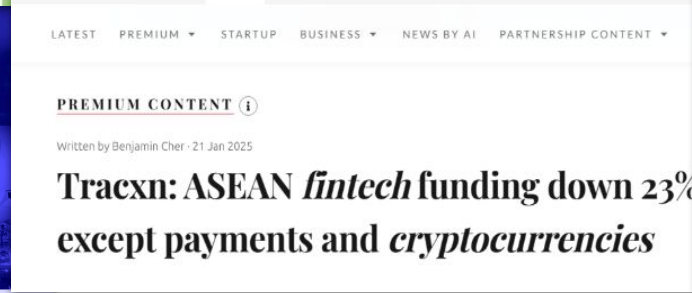 LATEST PREMIUM STARTUP BUSINESS NEWS BY AI PARTNERSHIP CONTENT
PREMIUM CONTENT i
Written by Benjamin Cher · 21 Jan 2025
Tracxn: ASEAN fintech funding down 23%
except payments and cryptocurrencies